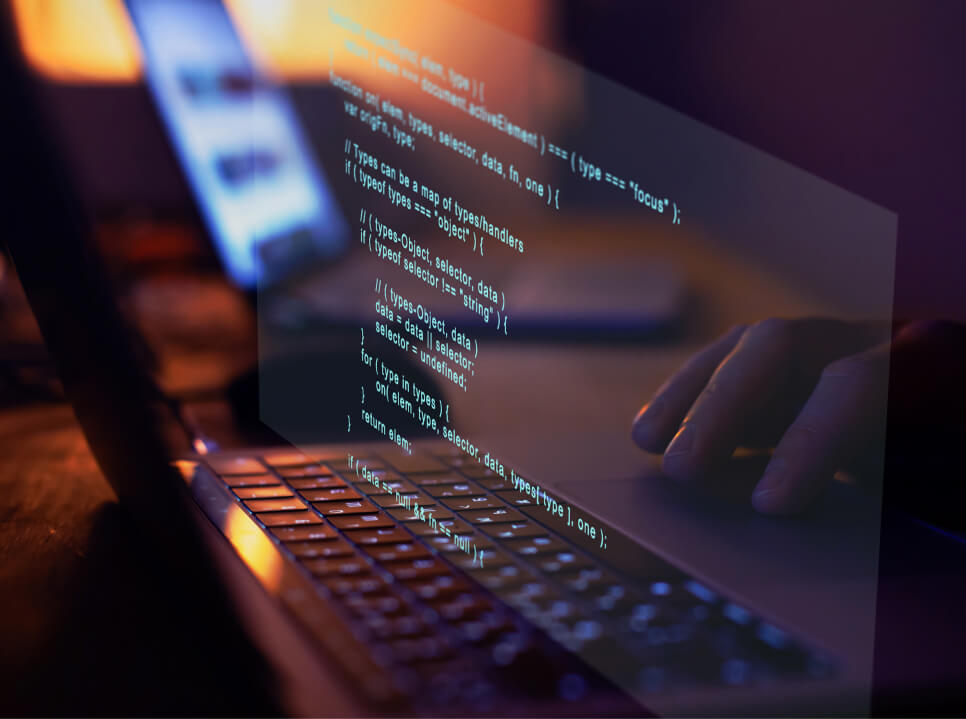 elem, type ) {
return ( elem === document.activeElement ) === ( type === "focus" );
}
function on( elem, types, selector, data, fn, one ) {
var origFn, type;
// Types can be a map of types/handlers
if ( typeof types === "object" ) {
// ( types-Object, selector, data )
if ( typeof selector !== "string" ) {
// ( types-Object, data )
data = data || selector;
selector = undefined;
}
for ( type in types ) {
on( elem, type, selector, data, types[ type ], one );
}
return elem;
}
if ( data == null && fn == null ) {